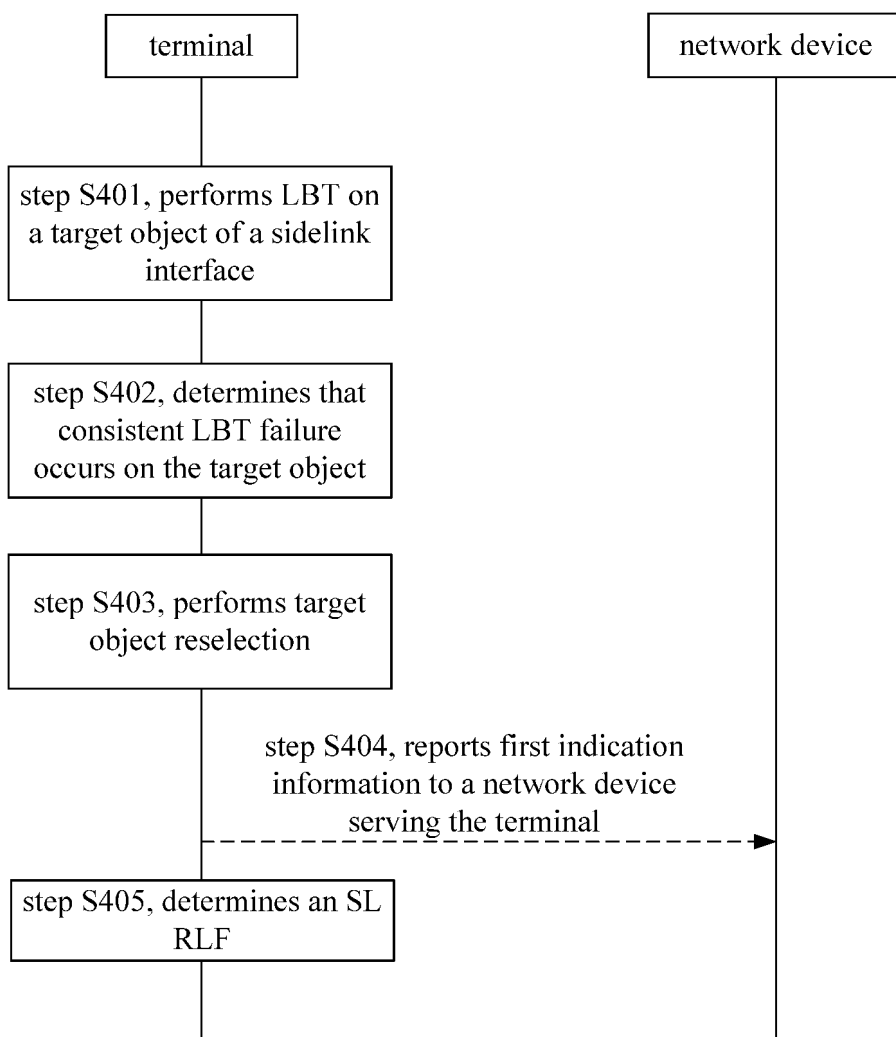 terminal
network device
step S401, performs LBT on
a target object of a sidelink
interface
step S402, determines that
consistent LBT failure
occurs on the target object
step S403, performs target
object reselection
step S404, reports first indication
information to a network device
serving the terminal
step S405, determines an SL
RLF